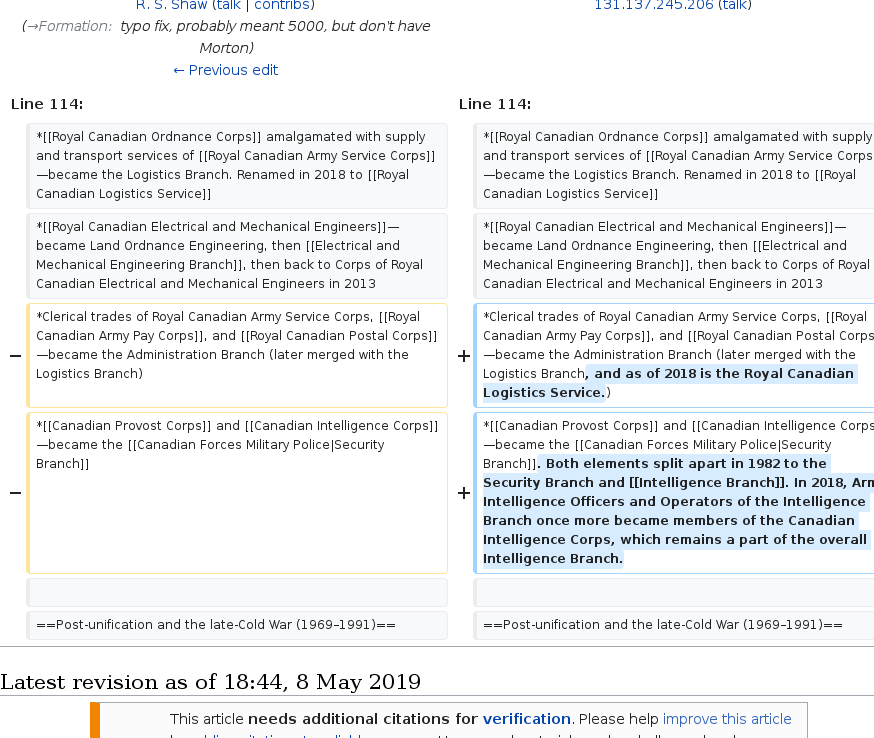 R. S. Shaw (talk | contribs)
(→Formation: typo fix, probably meant 5000, but don't have
Morton)
← Previous edit
131.137.245.206 (talk)
Line 114:
Line 114:
*[[Royal Canadian Ordnance Corps]] amalgamated with supply
and transport services of [[Royal Canadian Army Service Corps]]
—became the Logistics Branch. Renamed in 2018 to [[Royal
Canadian Logistics Service]]
*[[Royal Canadian Ordnance Corps]] amalgamated with supply
and transport services of [[Royal Canadian Army Service Corps
—became the Logistics Branch. Renamed in 2018 to [[Royal
Canadian Logistics Service]]
*[[Royal Canadian Electrical and Mechanical Engineers]]—
became Land Ordnance Engineering, then [[Electrical and
Mechanical Engineering Branch]], then back to Corps of Royal
Canadian Electrical and Mechanical Engineers in 2013
*[[Royal Canadian Electrical and Mechanical Engineers]]—
became Land Ordnance Engineering, then [[Electrical and
Mechanical Engineering Branch]], then back to Corps of Royal
Canadian Electrical and Mechanical Engineers in 2013
−
*Clerical trades of Royal Canadian Army Service Corps, [[Royal
Canadian Army Pay Corps]], and [[Royal Canadian Postal Corps]]
—became the Administration Branch (later merged with the
Logistics Branch)
+
*Clerical trades of Royal Canadian Army Service Corps, [[Royal
Canadian Army Pay Corps]], and [[Royal Canadian Postal Corps
—became the Administration Branch (later merged with the
Logistics Branch, and as of 2018 is the Royal Canadian
Logistics Service.)
−
*[[Canadian Provost Corps]] and [[Canadian Intelligence Corps]]
—became the [[Canadian Forces Military Police|Security
Branch]]
+
*[[Canadian Provost Corps]] and [[Canadian Intelligence Corps
—became the [[Canadian Forces Military Police|Security
Branch]]. Both elements split apart in 1982 to the
Security Branch and [[Intelligence Branch]]. In 2018,
Intelligence Officers and Operators of the Intelligence
Branch once more became members of the Canadian
Intelligence Corps, which remains a part of the overall
Intelligence Branch.
==Post-unification and the late-Cold War (1969–1991)==
==Post-unification and the late-Cold War (1969–1991)==
Latest revision as of 18:44, 8 May 2019
This article needs additional citations for verification. Please help improve this article